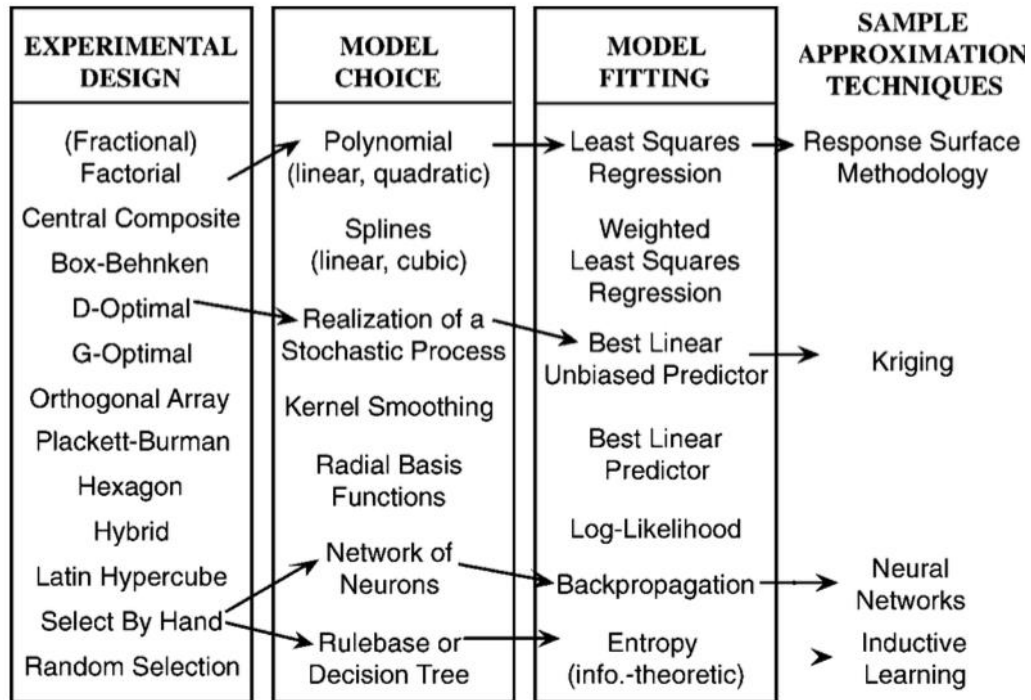 EXPERIMENTAL
DESIGN
(Fractional)
Factorial
Central Composite
Box-Behnken
D-Optimal
G-Optimal
Orthogonal Array
Plackett-Burman
Hexagon
Hybrid
Latin Hypercube
Select By Hand
Random Selection
MODEL
CHOICE
Polynomial
(linear, quadratic)
Splines
(linear, cubic)
Realization of a
Stochastic Process
Kernel Smoothing
Radial Basis
Functions
Network of
Neurons
Rulebase or
Decision Tree
MODEL
FITTING
Least Squares
Regression
Weighted
Least Squares
Regression
Best Linear
Unbiased Predictor
Best Linear
Predictor
Log-Likelihood
Backpropagation
Entropy
(info.-theoretic)
SAMPLE
APPROXIMATION
TECHNIQUES
Response Surface
Methodology
Kriging
Neural
Networks
Inductive
Learning